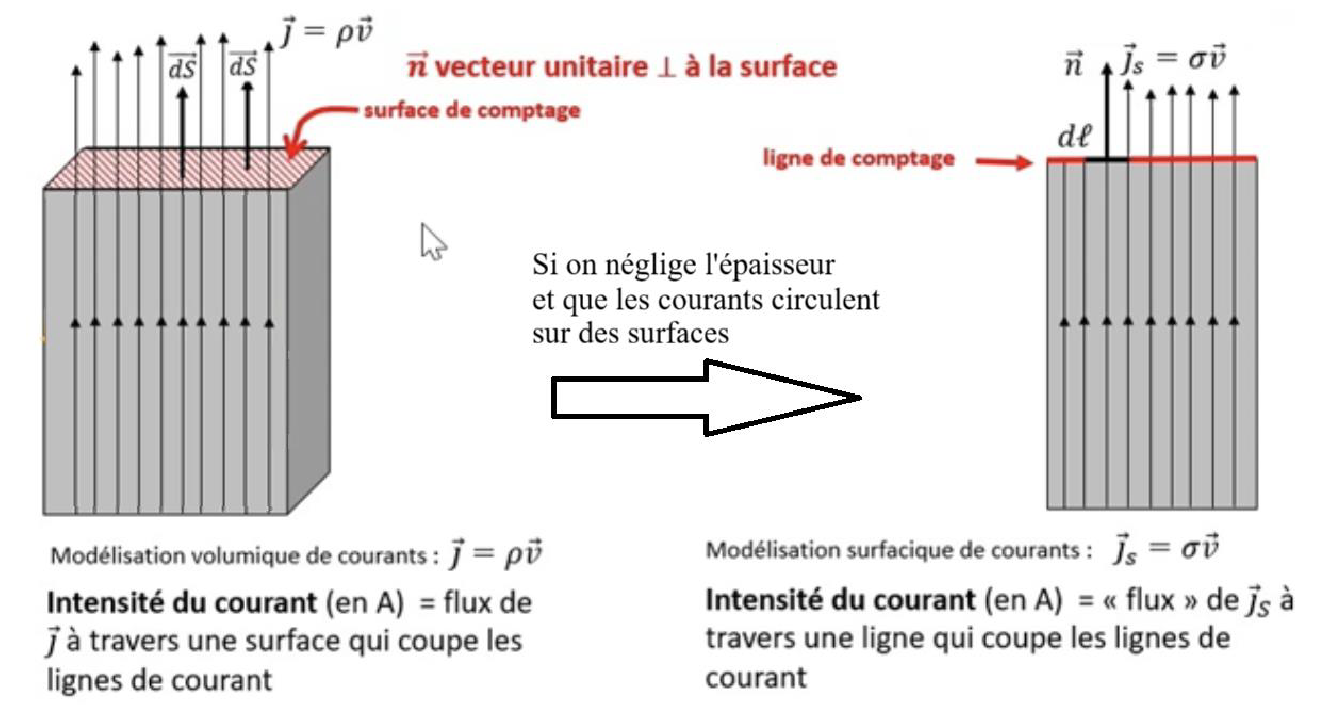 $\vec{j} = \rho\vec{v}$
$\vec{dS}$ $\vec{dS}$
$\vec{n}$ vecteur unitaire ⊥ à la surface
surface de comptage
$\vec{n}$ $\vec{j}_s = \sigma\vec{v}$
dℓ
ligne de comptage
Si on néglige l'épaisseur
et que les courants circulent
sur des surfaces
Modélisation volumique de courants : $\vec{j} = \rho\vec{v}$
Intensité du courant (en A) = flux de
$\vec{j}$ à travers une surface qui coupe les
lignes de courant
Modélisation surfacique de courants : $\vec{j}_s = \sigma\vec{v}$
Intensité du courant (en A) = « flux » de $\vec{j}_S$ à
travers une ligne qui coupe les lignes de
courant